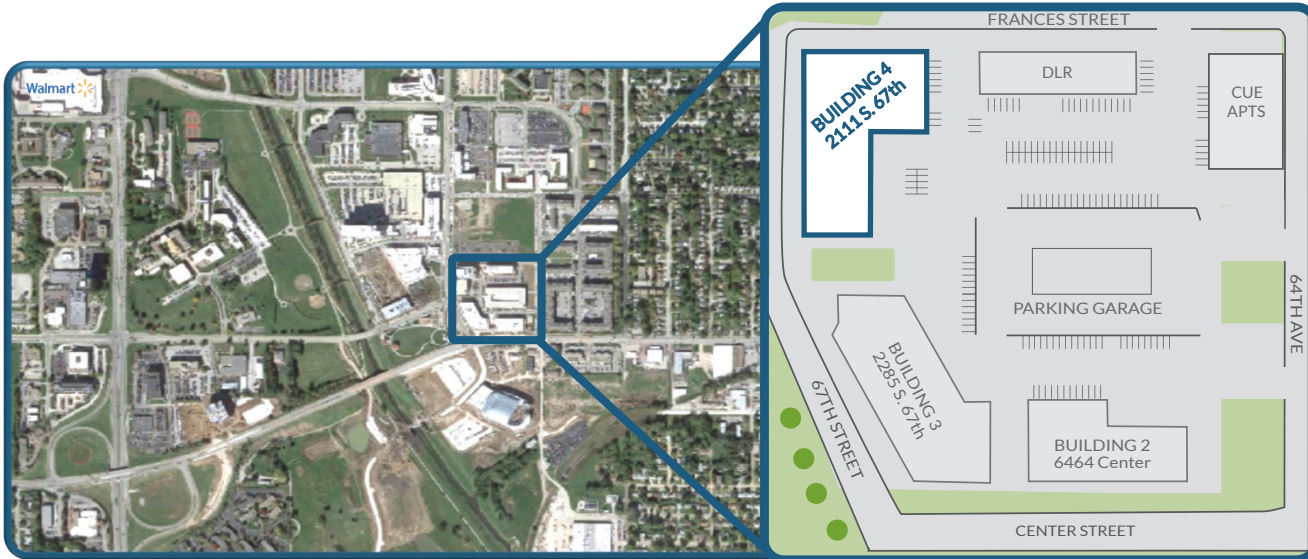 Walmart
FRANCES STREET
BUILDING 4
2111 S. 67th
DLR
CUE
APTS
PARKING GARAGE
64TH AVE
BUILDING 3
2285 S. 67th
67TH STREET
BUILDING 2
6464 Center
CENTER STREET